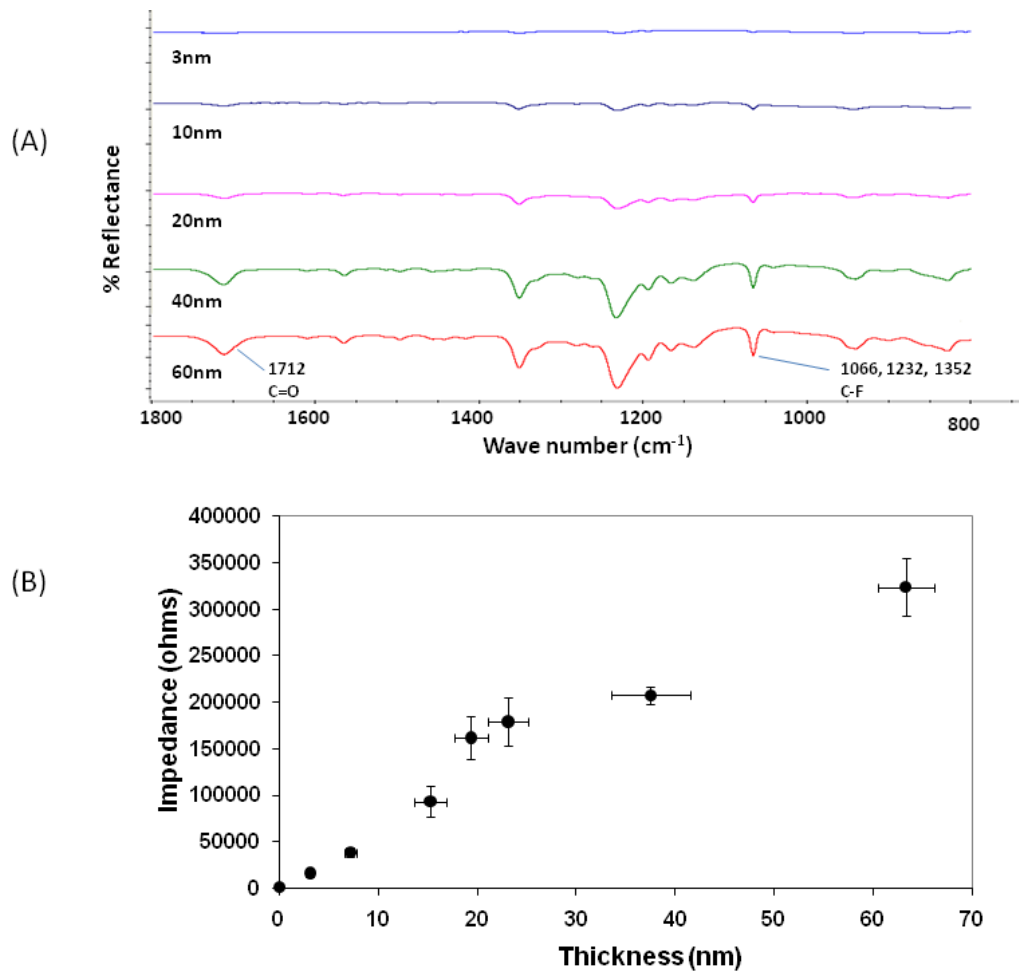 (A)
% Reflectance
3nm
10nm
20nm
40nm
60nm
1712
C=O
1066, 1232, 1352
C-F
1800 1600 1400 1200 1000 800
Wave number (cm-1)
(B)
Impedance (ohms)
400000
350000
300000
250000
200000
150000
100000
50000
0
0 10 20 30 40 50 60 70
Thickness (nm)